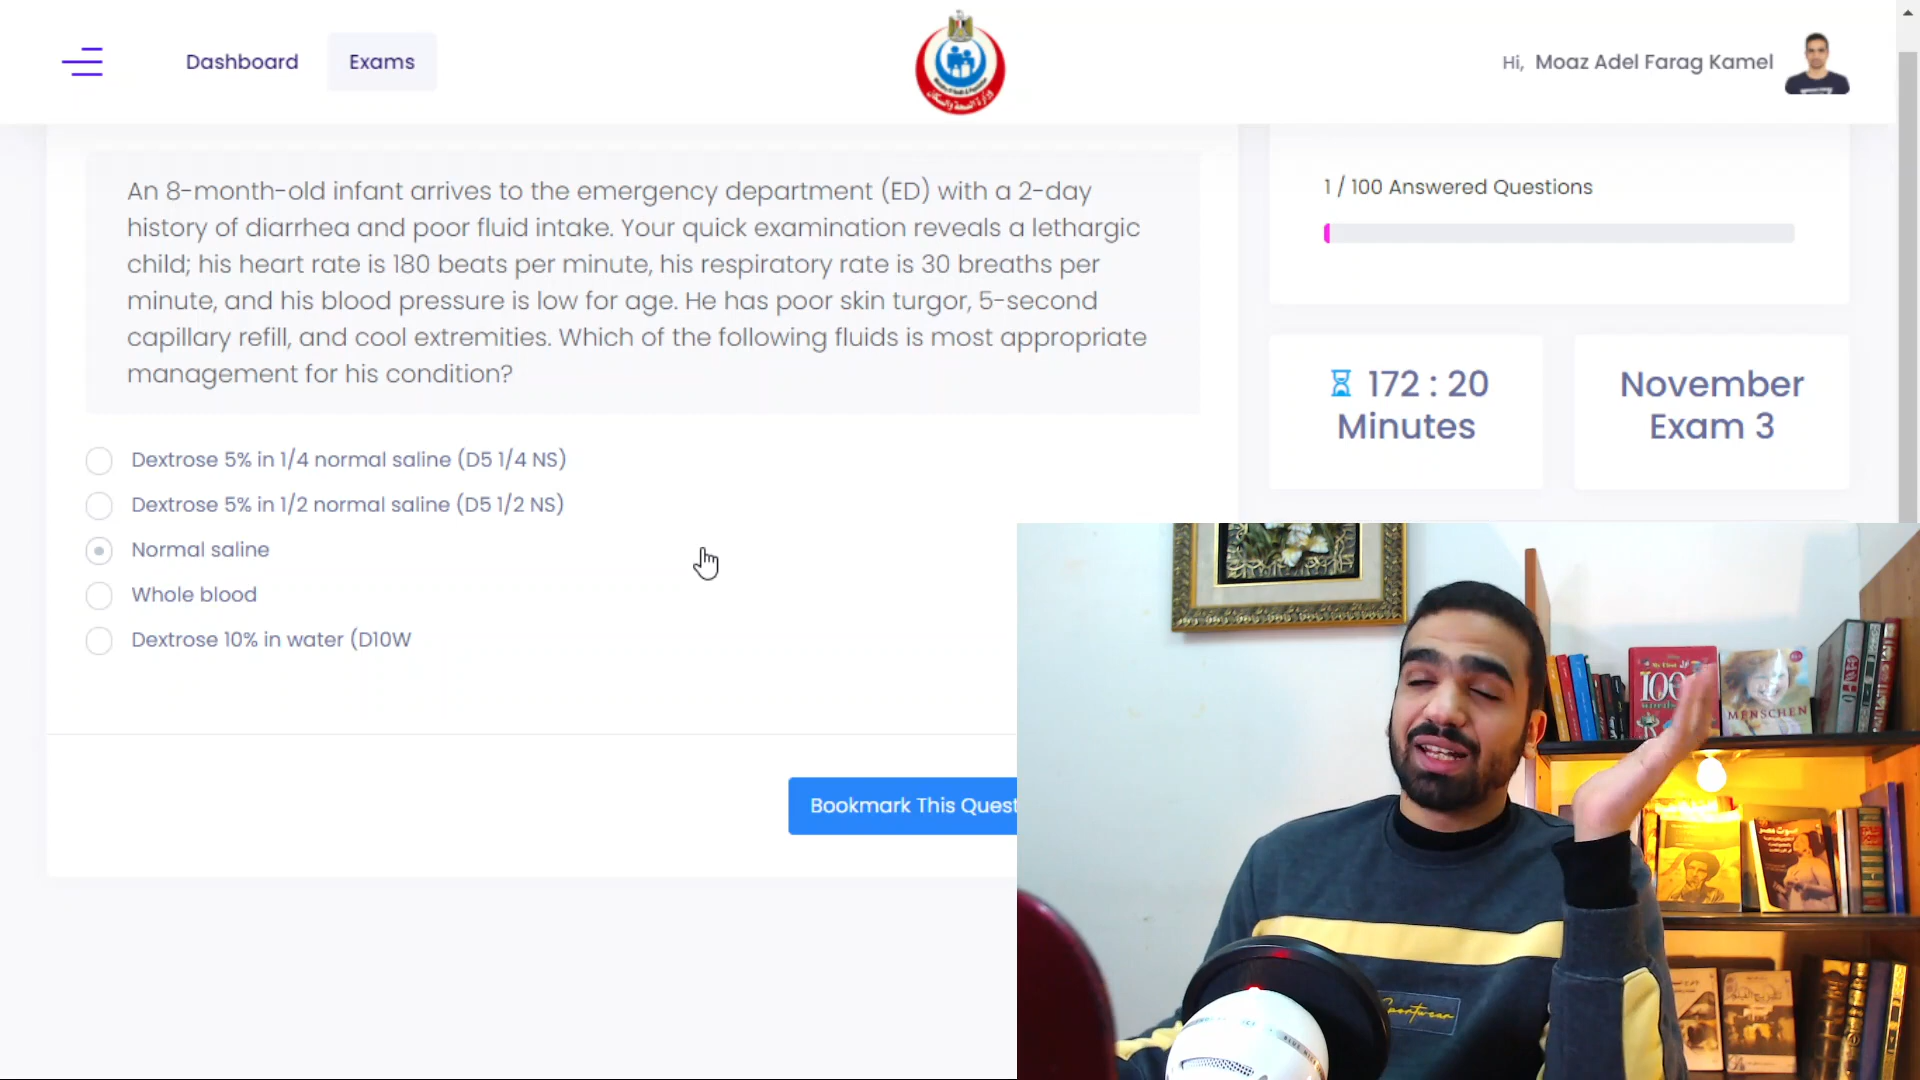 Dashboard
Exams
وزارة الصحة والسكان
Hi, Moaz Adel Farag Kamel
An 8-month-old infant arrives to the emergency department (ED) with a 2-day
history of diarrhea and poor fluid intake. Your quick examination reveals a lethargic
child; his heart rate is 180 beats per minute, his respiratory rate is 30 breaths per
minute, and his blood pressure is low for age. He has poor skin turgor, 5-second
capillary refill, and cool extremities. Which of the following fluids is most appropriate
management for his condition?
Dextrose 5% in 1/4 normal saline (D5 1/4 NS)
Dextrose 5% in 1/2 normal saline (D5 1/2 NS)
Normal saline
Whole blood
Dextrose 10% in water (D10W
Bookmark This Quest
1 / 100 Answered Questions
172 : 20
Minutes
November
Exam 3
My First
100
MENSCHEN
Sportwear